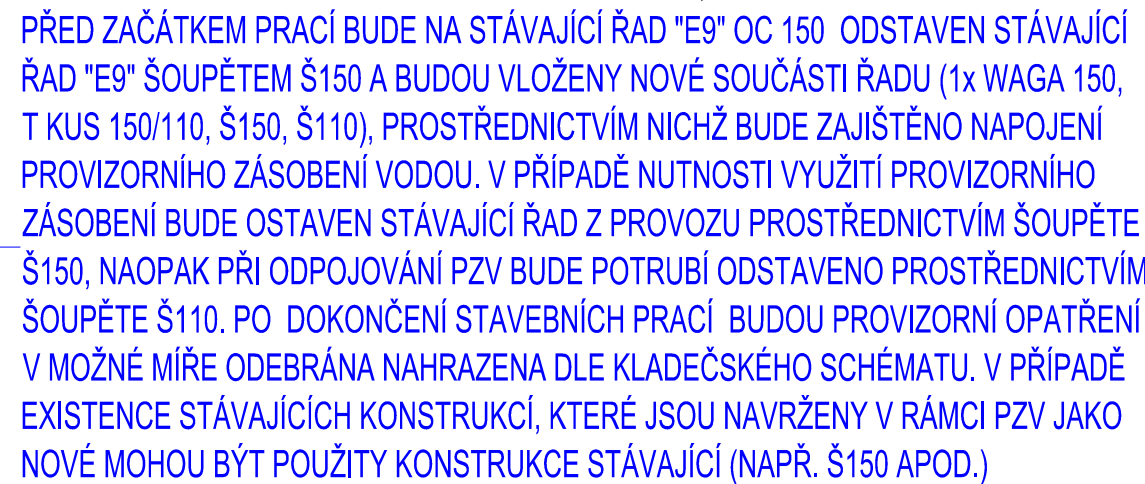 PŘED ZAČÁTKEM PRACÍ BUDE NA STÁVAJÍCÍ ŘAD "E9" OC 150  ODSTAVEN STÁVAJÍCÍ
ŘAD "E9" ŠOUPĚTEM Š150 A BUDOU VLOŽENY NOVÉ SOUČÁSTI ŘADU (1x WAGA 150,
T KUS 150/110, Š150, Š110), PROSTŘEDNICTVÍM NICHŽ BUDE ZAJIŠTĚNO NAPOJENÍ
PROVIZORNÍHO ZÁSOBENÍ VODOU. V PŘÍPADĚ NUTNOSTI VYUŽITÍ PROVIZORNÍHO
ZÁSOBENÍ BUDE OSTAVEN STÁVAJÍCÍ ŘAD Z PROVOZU PROSTŘEDNICTVÍM ŠOUPĚTE
Š150, NAOPAK PŘI ODPOJOVÁNÍ PZV BUDE POTRUBÍ ODSTAVENO PROSTŘEDNICTVÍM
ŠOUPĚTE Š110. PO  DOKONČENÍ STAVEBNÍCH PRACÍ  BUDOU PROVIZORNÍ OPATŘENÍ
V MOŽNÉ MÍŘE ODEBRÁNA NAHRAZENA DLE KLADEČSKÉHO SCHÉMATU. V PŘÍPADĚ
EXISTENCE STÁVAJÍCÍCH KONSTRUKCÍ, KTERÉ JSOU NAVRŽENY V RÁMCI PZV JAKO
NOVÉ MOHOU BÝT POUŽITY KONSTRUKCE STÁVAJÍCÍ (NAPŘ. Š150 APOD.)